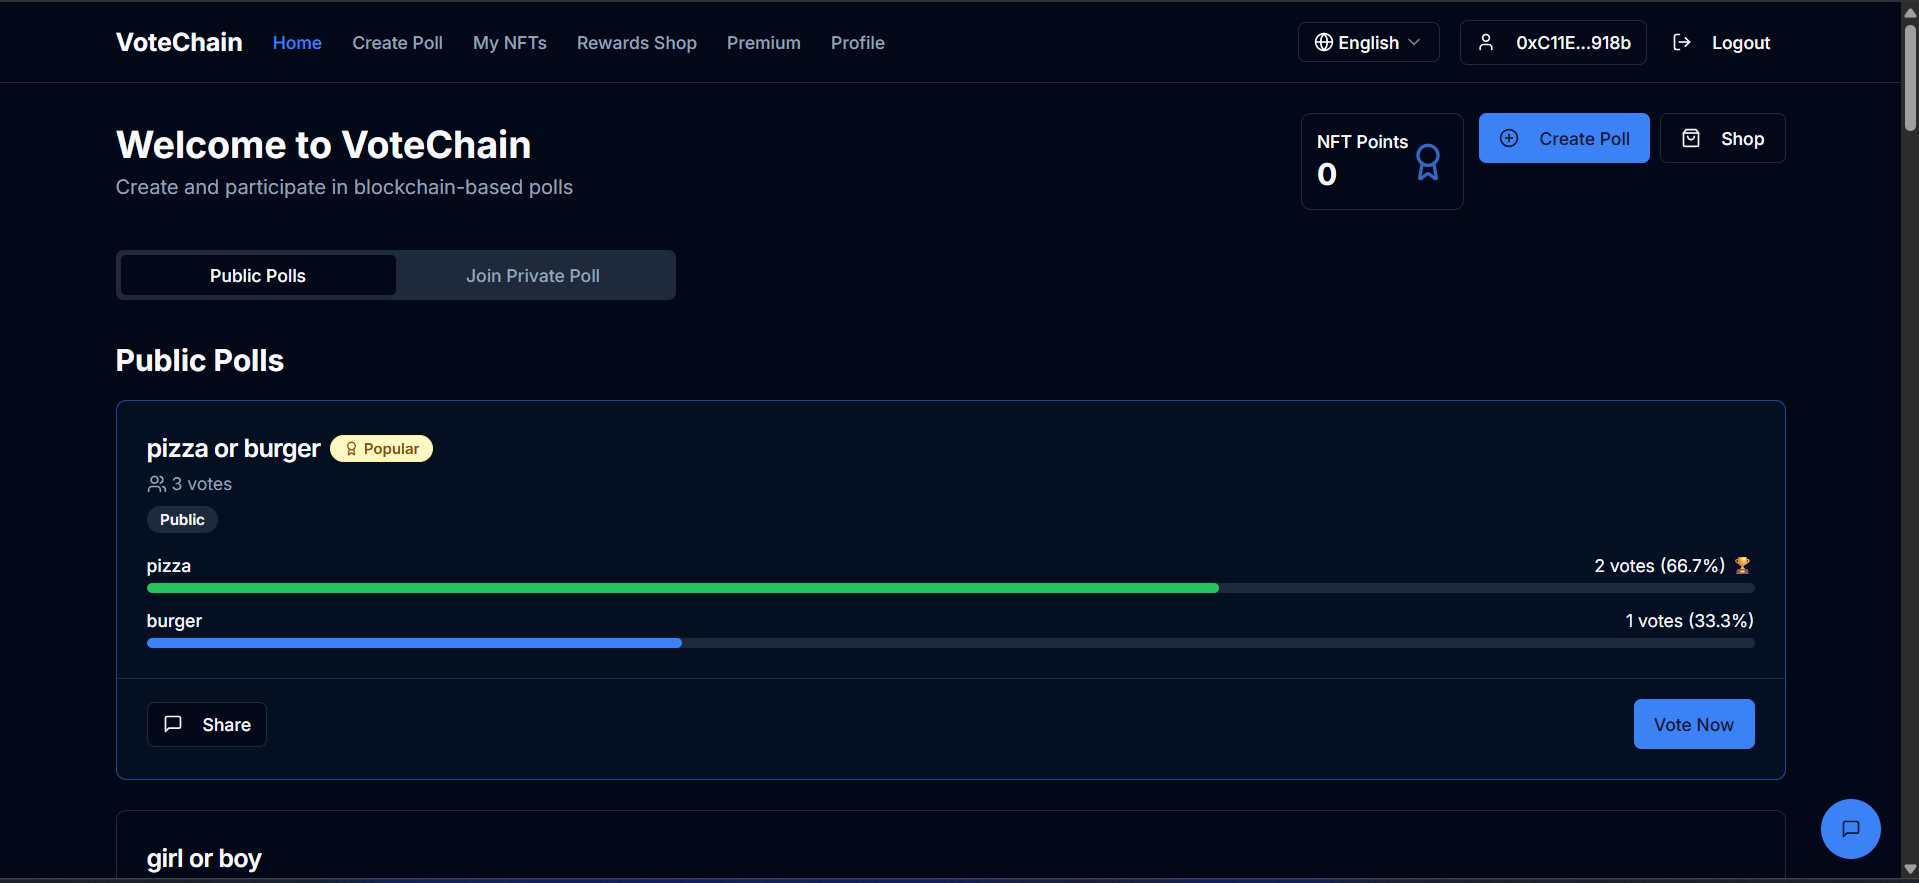 VoteChain Home Create Poll My NFTs Rewards Shop Premium Profile English 0xC11E...918b Logout
Welcome to VoteChain
Create and participate in blockchain-based polls
NFT Points
0
Create Poll
Shop
Public Polls Join Private Poll
Public Polls
pizza or burger Popular
3 votes
Public
pizza 2 votes (66.7%) 🏆
burger 1 votes (33.3%)
Share Vote Now
girl or boy